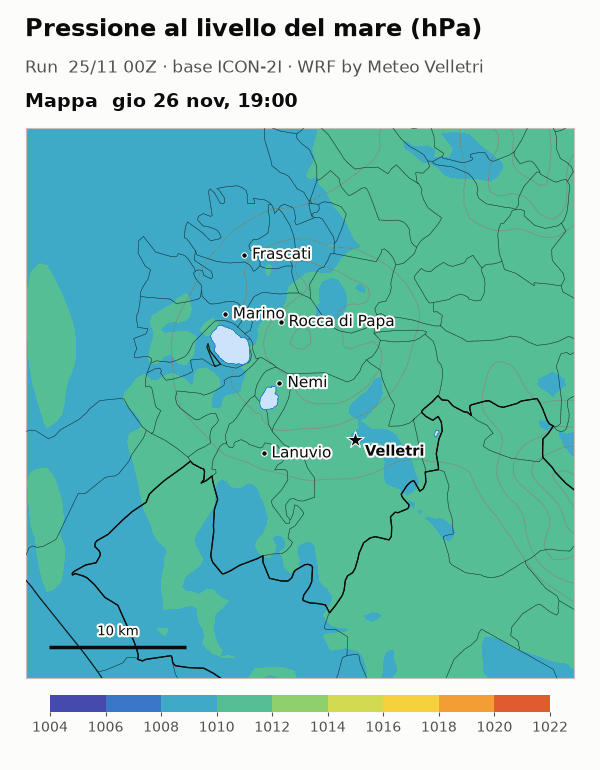 Pressione al livello del mare (hPa)
Run  25/11 00Z · base ICON-2I · WRF by Meteo Velletri
Mappa  gio 26 nov, 19:00
Frascati
Marino
Rocca di Papa
Nemi
Velletri
Lanuvio
10 km
1004 1006 1008 1010 1012 1014 1016 1018 1020 1022